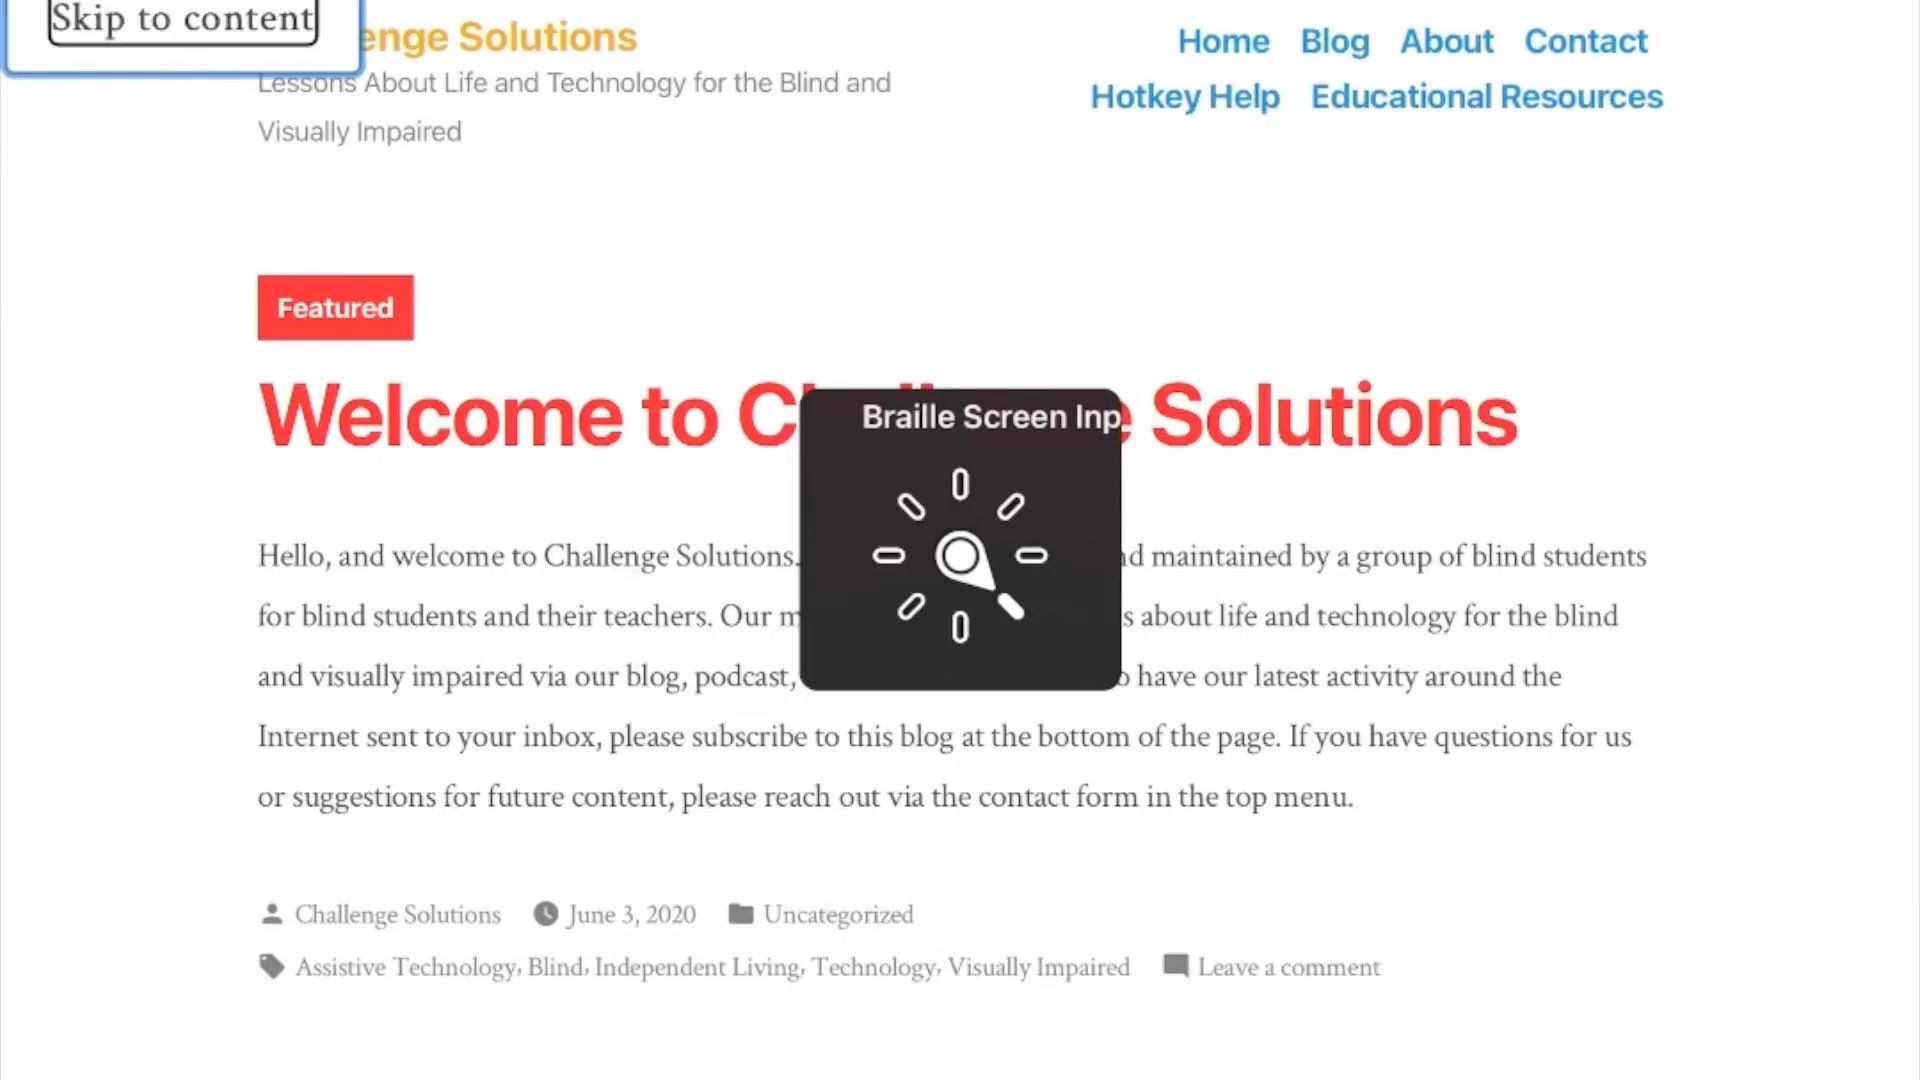 Skip to content
enge Solutions
Home Blog About Contact
Lessons About Life and Technology for the Blind and
Visually Impaired
Hotkey Help Educational Resources
Featured
Welcome to C Solutions
Braille Screen Inp
Hello, and welcome to Challenge Solutions. d maintained by a group of blind students
for blind students and their teachers. Our m s about life and technology for the blind
and visually impaired via our blog, podcast, o have our latest activity around the
Internet sent to your inbox, please subscribe to this blog at the bottom of the page. If you have questions for us
or suggestions for future content, please reach out via the contact form in the top menu.
Challenge Solutions June 3, 2020 Uncategorized
Assistive Technology, Blind, Independent Living, Technology, Visually Impaired Leave a comment